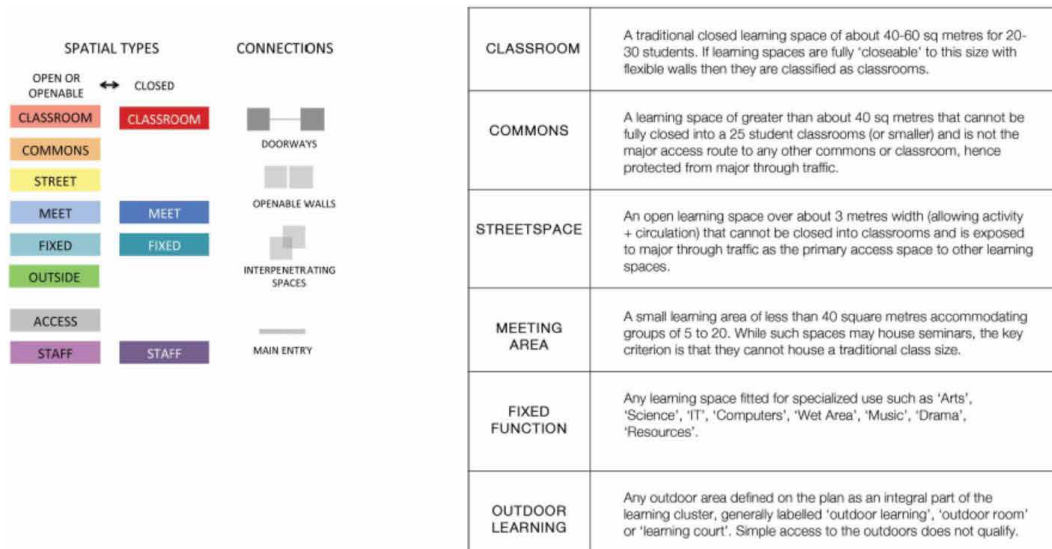 SPATIAL TYPES
CONNECTIONS
OPEN OR
OPENABLE
CLOSED
CLASSROOM
CLASSROOM
COMMONS
STREET
MEET
MEET
FIXED
FIXED
OUTSIDE
ACCESS
STAFF
STAFF
DOORWAYS
OPENABLE WALLS
INTERPENETRATING
SPACES
MAIN ENTRY
CLASSROOM
A traditional closed learning space of about 40-60 sq metres for 20-
30 students. If learning spaces are fully 'closeable' to this size with
flexible walls then they are classified as classrooms.
COMMONS
A learning space of greater than about 40 sq metres that cannot be
fully closed into a 25 student classrooms (or smaller) and is not the
major access route to any other commons or classroom, hence
protected from major through traffic.
STREETSPACE
An open learning space over about 3 metres width (allowing activity
+ circulation) that cannot be closed into classrooms and is exposed
to major through traffic as the primary access space to other learning
spaces.
MEETING
AREA
A small learning area of less than 40 square metres accommodating
groups of 5 to 20. While such spaces may house seminars, the key
criterion is that they cannot house a traditional class size.
FIXED
FUNCTION
Any learning space fitted for specialized use such as 'Arts',
'Science', 'IT', 'Computers', 'Wet Area', 'Music', 'Drama',
'Resources'.
OUTDOOR
LEARNING
Any outdoor area defined on the plan as an integral part of the
learning cluster, generally labelled 'outdoor learning', 'outdoor room'
or 'learning court'. Simple access to the outdoors does not qualify.